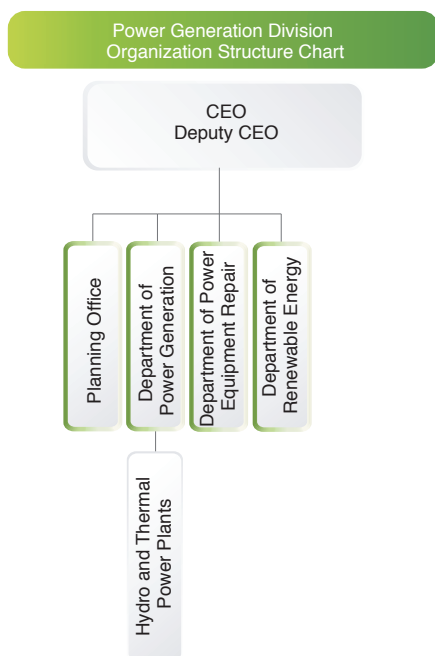 Power Generation Division
Organization Structure Chart
CEO
Deputy CEO
Planning Office
Department of
Power Generation
Department of Power
Equipment Repair
Department of
Renewable Energy
Hydro and Thermal
Power Plants